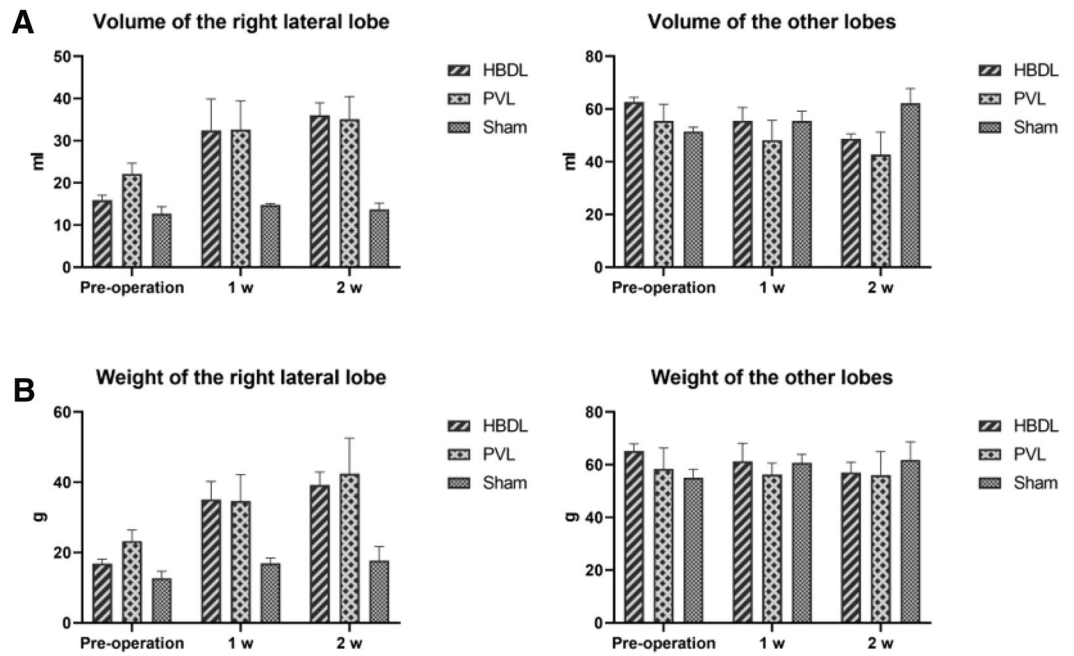 A
Volume of the right lateral lobe
50
40
30
20
10
0
ml
Pre-operation 1 w 2 w
HBDL
PVL
Sham
Volume of the other lobes
80
60
40
20
0
ml
Pre-operation 1 w 2 w
HBDL
PVL
Sham
B
Weight of the right lateral lobe
60
40
20
0
g
Pre-operation 1 w 2 w
HBDL
PVL
Sham
Weight of the other lobes
80
60
40
20
0
g
Pre-operation 1 w 2 w
HBDL
PVL
Sham